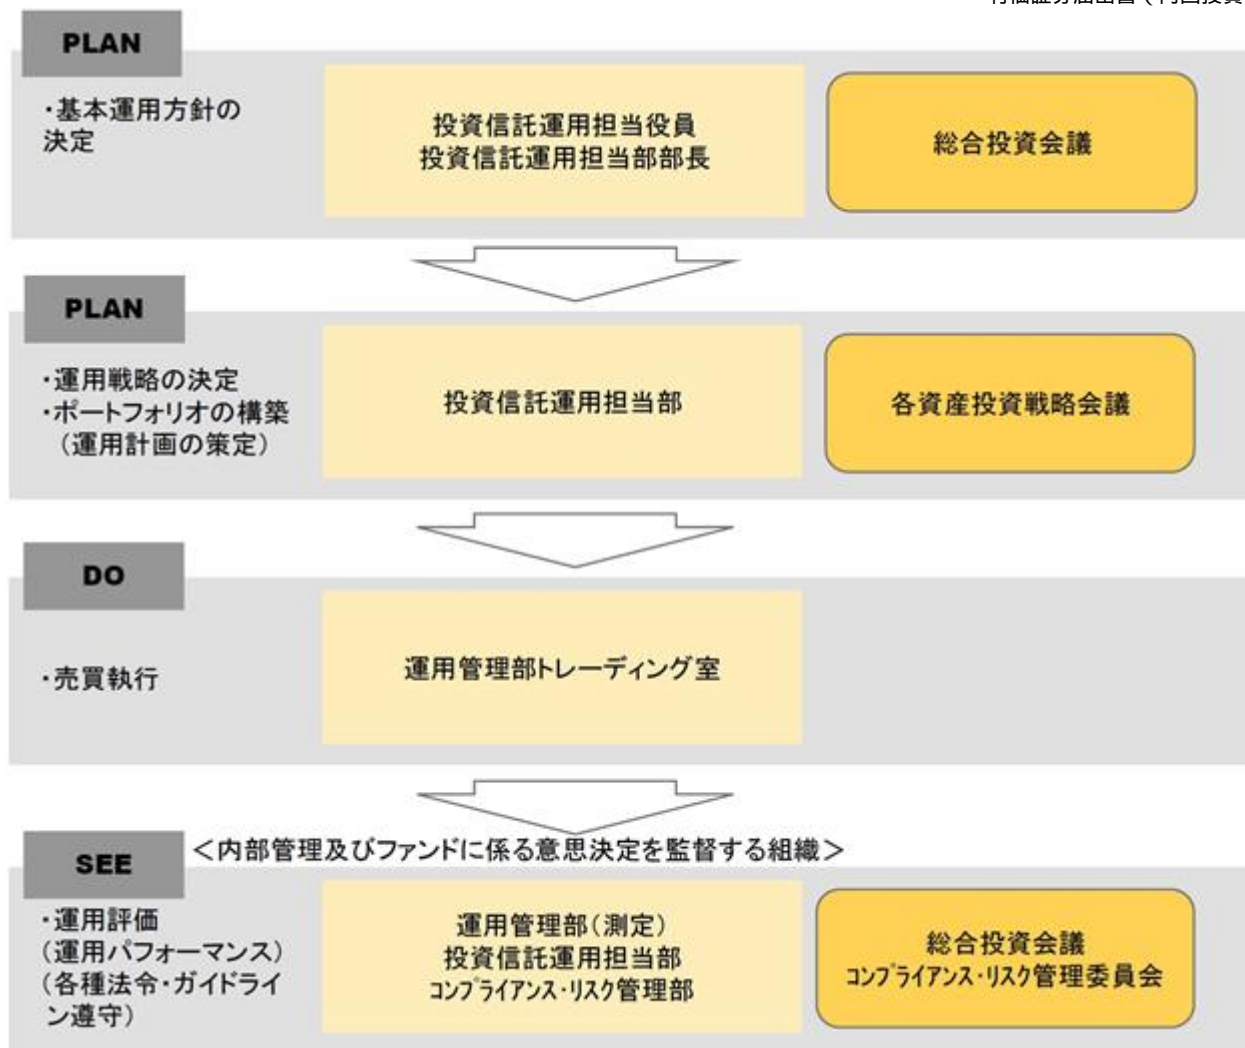 PLAN
・基本運用方針の
決定
投資信託運用担当役員
投資信託運用担当部部長
総合投資会議
PLAN
・運用戦略の決定
・ポートフォリオの構築
（運用計画の策定）
投資信託運用担当部
各資産投資戦略会議
DO
・売買執行
運用管理部トレーディング室
＜内部管理及びファンドに係る意思決定を監督する組織＞
SEE
・運用評価
（運用パフォーマンス）
（各種法令・ガイドライ
ン遵守）
運用管理部（測定）
投資信託運用担当部
ｺﾝﾌﾟﾗｲｱﾝｽ・ﾘｽｸ管理部
総合投資会議
ｺﾝﾌﾟﾗｲｱﾝｽ・ﾘｽｸ管理委員会